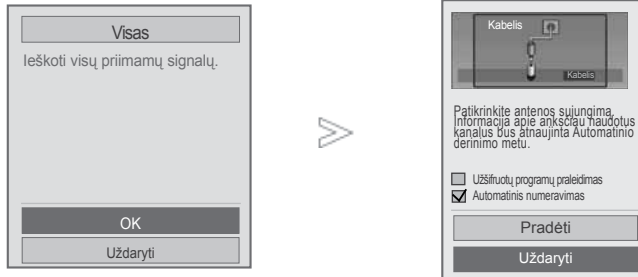 Visas
Ieškoti visų priimamų signalų.
OK
Uždaryti
Kabelis
Kabelis
Patikrinkite antenos sujungimą.
Informacija apie anksčiau naudotus
kanalus bus atnaujinta Automatinio
derinimo metu.
Užšifruotų programų praleidimas
Automatinis numeravimas
Pradėti
Uždaryti